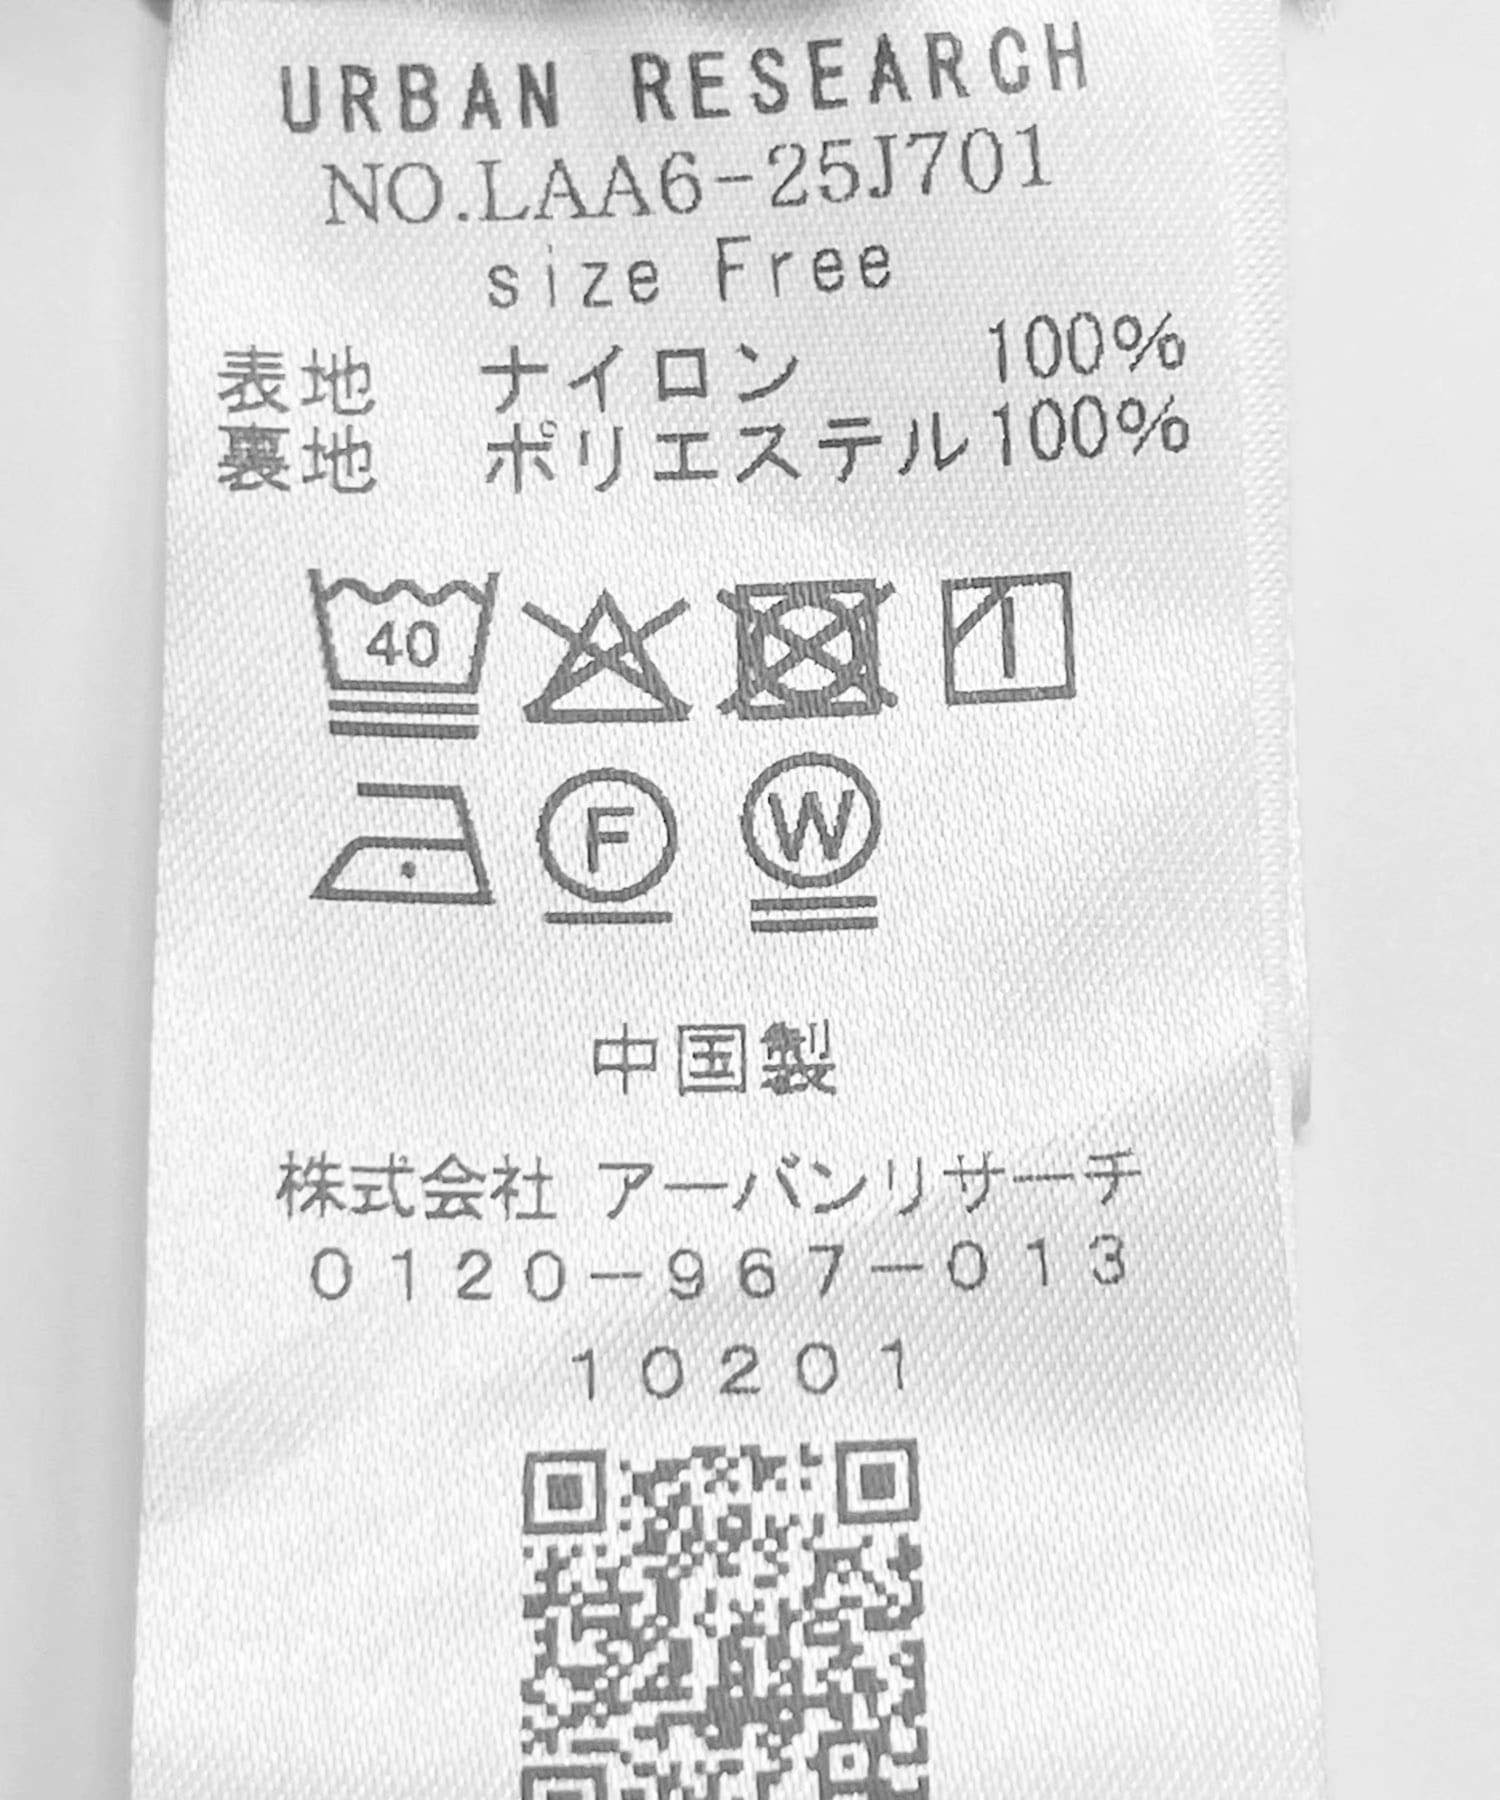 URBAN RESEARCH
NO.LAA6-25J701
size Free
表地 ナイロン 100%
裏地 ポリエステル100%
40
F
W
中国製
株式会社 アーバンリサーチ
0120-967-013
10201